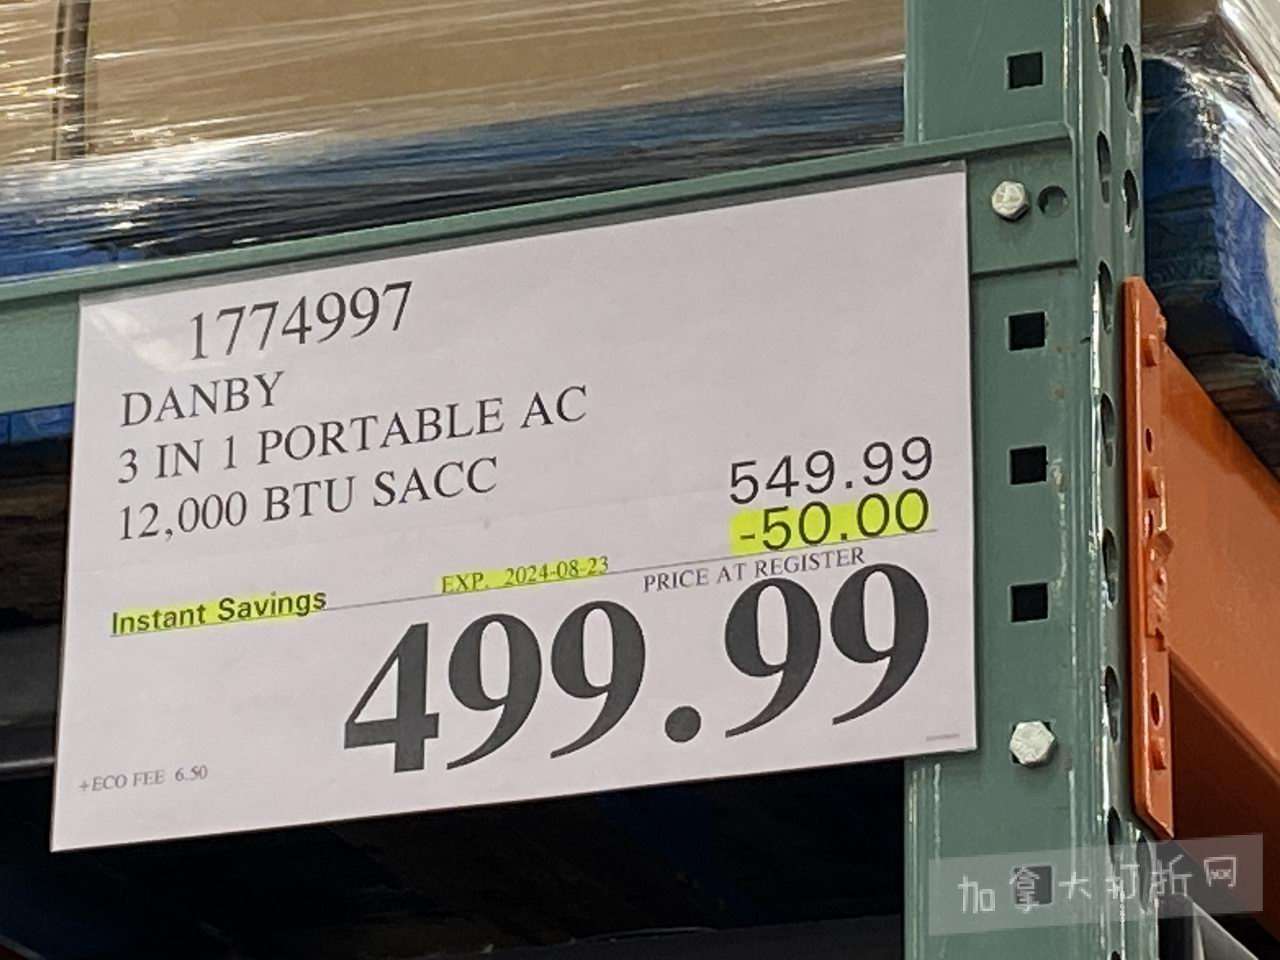 1774997
DANBY
3 IN 1 PORTABLE AC
12,000 BTU SACC
549.99
-50.00
Instant Savings
EXP. 2024-08-23
PRICE AT REGISTER
499.99
+ECO FEE 6.50
加拿大打折网